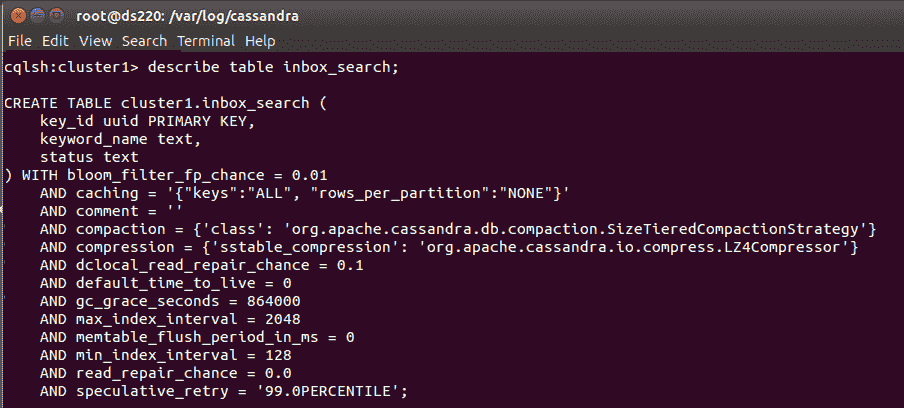 root@ds220: /var/log/cassandra
File Edit View Search Terminal Help
cqlsh:cluster1> describe table inbox_search;
CREATE TABLE cluster1.inbox_search (
    key_id uuid PRIMARY KEY,
    keyword_name text,
    status text
) WITH bloom_filter_fp_chance = 0.01
    AND caching = '{"keys":"ALL", "rows_per_partition":"NONE"}'
    AND comment = ''
    AND compaction = {'class': 'org.apache.cassandra.db.compaction.SizeTieredCompactionStrategy'}
    AND compression = {'sstable_compression': 'org.apache.cassandra.io.compress.LZ4Compressor'}
    AND dclocal_read_repair_chance = 0.1
    AND default_time_to_live = 0
    AND gc_grace_seconds = 864000
    AND max_index_interval = 2048
    AND memtable_flush_period_in_ms = 0
    AND min_index_interval = 128
    AND read_repair_chance = 0.0
    AND speculative_retry = '99.0PERCENTILE';